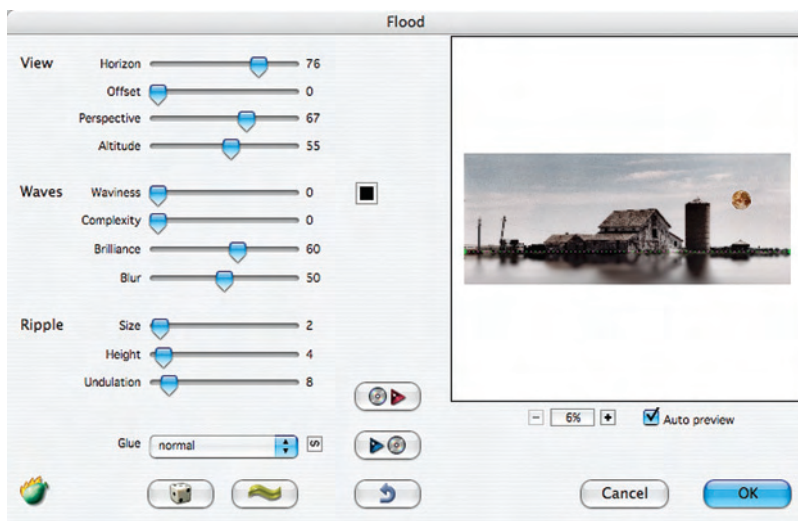 Flood
View
Horizon 76
Offset 0
Perspective 67
Altitude 55
Waves
Waviness 0
Complexity 0
Brilliance 60
Blur 50
Ripple
Size 2
Height 4
Undulation 8
Glue normal
6%
Auto preview
Cancel
OK